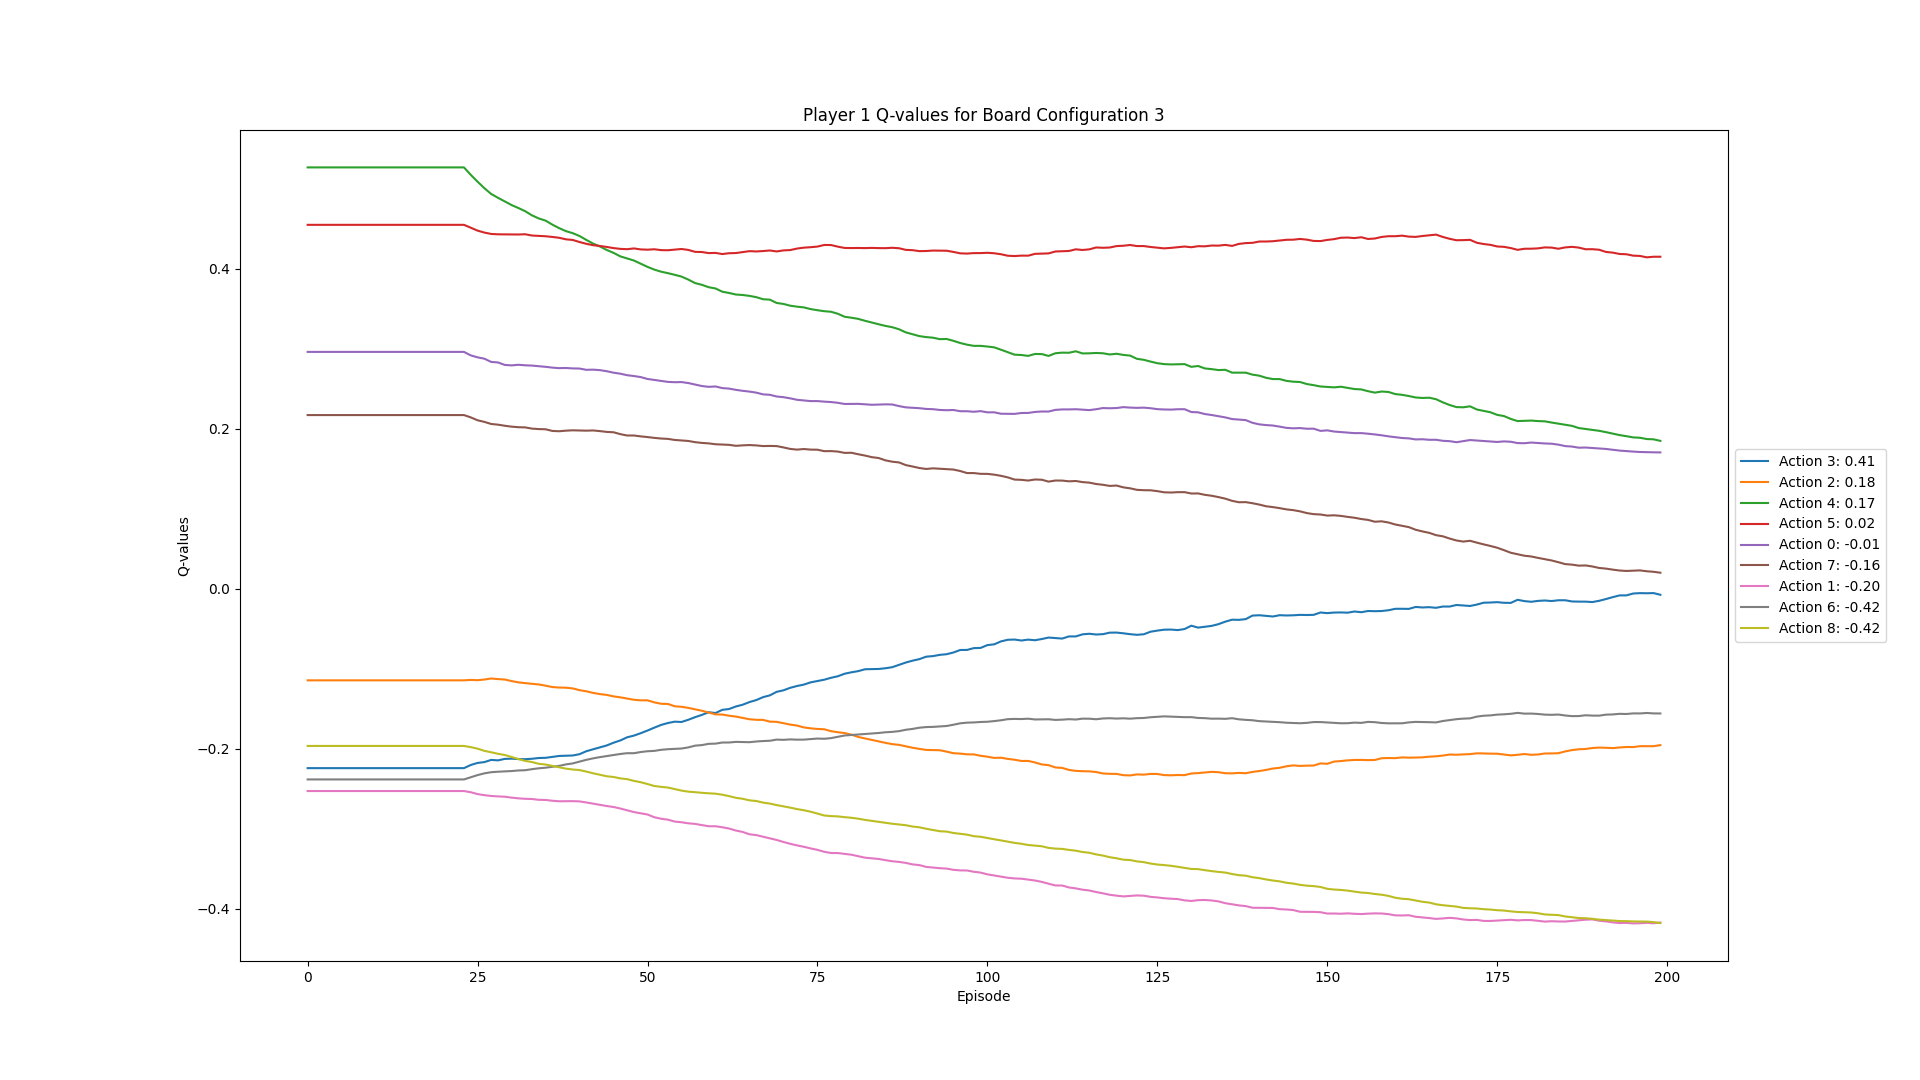 Player 1 Q-values for Board Configuration 3
Q-values
0.4
0.2
0.0
−0.2
−0.4
0
25
50
75
100
125
150
175
200
Episode
Action 3: 0.41
Action 2: 0.18
Action 4: 0.17
Action 5: 0.02
Action 0: -0.01
Action 7: -0.16
Action 1: -0.20
Action 6: -0.42
Action 8: -0.42